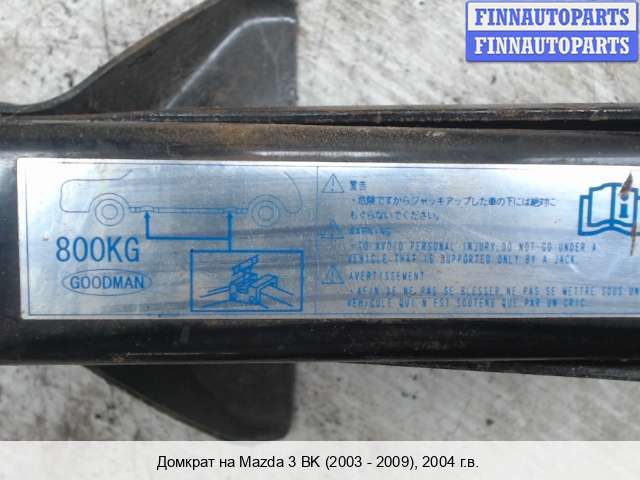 FINNAUTOPARTS
FINNAUTOPARTS
800KG
GOODMAN
警告
・危険ですからジャッキアップした車の下には絶対に
もぐらないでください。
WARNING
・TO AVOID PERSONAL INJURY,DO NOT GO UNDER A
VEHICLE THAT IS SUPPORTED ONLY BY A JACK.
AVERTISSEMENT
・AFIN DE NE PAS SE BLESSER,NE PAS SE METTRE SOUS UN
VEHICULE QUI N'EST SOUTENU QUE PAR UN CRIC.
Домкрат на Mazda 3 BK (2003 - 2009), 2004 г.в.